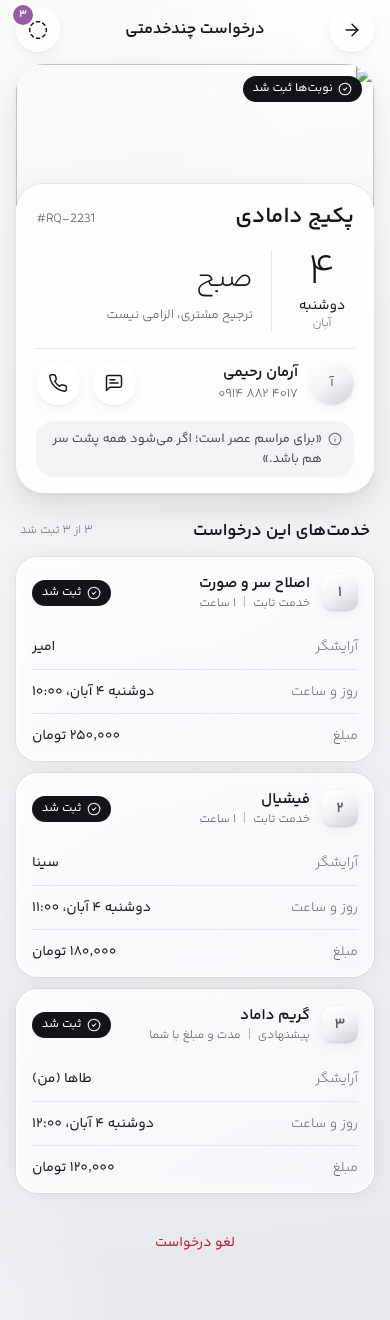 درخواست چندخدمتی
۳
نوبت‌ها ثبت شد
پکیج دامادی
#RQ-2231
۴
دوشنبه
آبان
صبح
ترجیح مشتری، الزامی نیست
آ
آرمان رحیمی
۰۹۱۴ ۸۸۲ ۴۰۱۷
«برای مراسم عصر است؛ اگر می‌شود همه پشت سر
هم باشد.»
خدمت‌های این درخواست
۳ از ۳ ثبت شد
۱
اصلاح سر و صورت
خدمت ثابت | ۱ ساعت
ثبت شد
آرایشگر امیر
روز و ساعت دوشنبه ۴ آبان، ۱۰:۰۰
مبلغ ۲۵۰,۰۰۰ تومان
۲
فیشیال
خدمت ثابت | ۱ ساعت
ثبت شد
آرایشگر سینا
روز و ساعت دوشنبه ۴ آبان، ۱۱:۰۰
مبلغ ۱۸۰,۰۰۰ تومان
۳
گریم داماد
پیشنهادی | مدت و مبلغ با شما
ثبت شد
آرایشگر طاها (من)
روز و ساعت دوشنبه ۴ آبان، ۱۲:۰۰
مبلغ ۱۲۰,۰۰۰ تومان
لغو درخواست